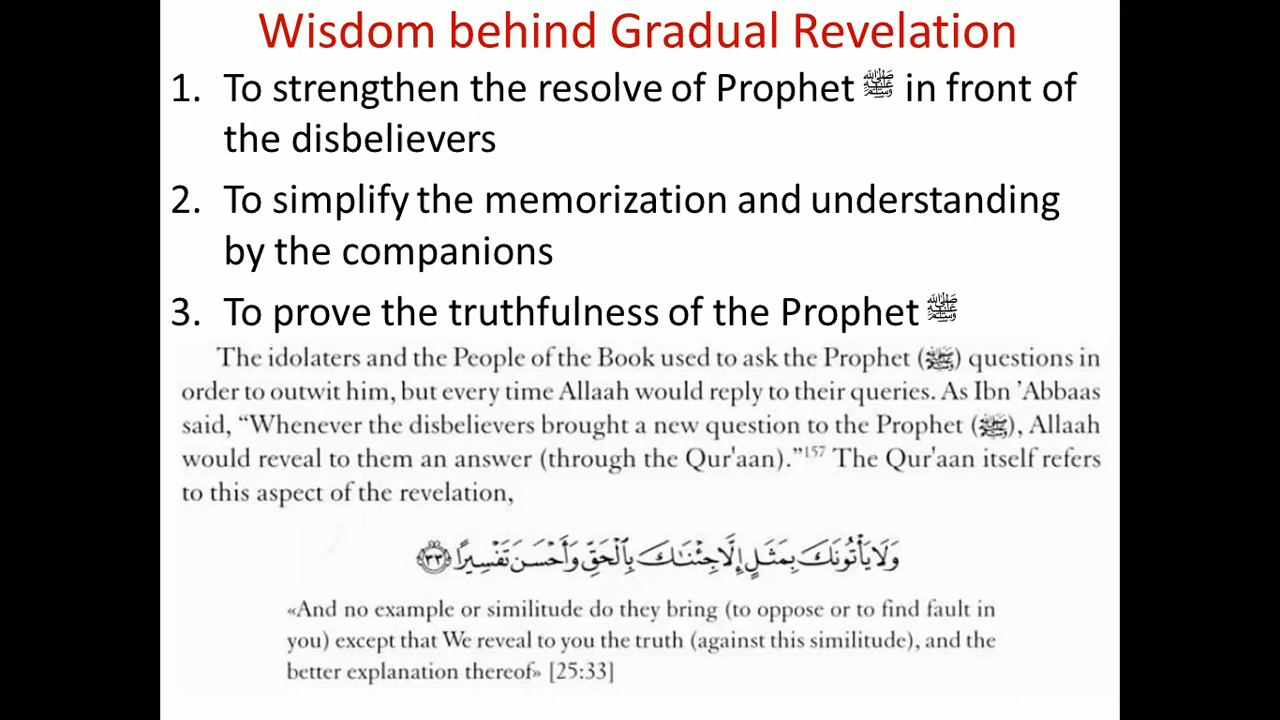 Wisdom behind Gradual Revelation
1. To strengthen the resolve of Prophet ﷺ in front of
the disbelievers
2. To simplify the memorization and understanding
by the companions
3. To prove the truthfulness of the Prophet ﷺ
The idolaters and the People of the Book used to ask the Prophet (ﷺ) questions in
order to outwit him, but every time Allaah would reply to their queries. As Ibn 'Abbaas
said, “Whenever the disbelievers brought a new question to the Prophet (ﷺ), Allaah
would reveal to them an answer (through the Qur'aan).”¹⁵⁷ The Qur'aan itself refers
to this aspect of the revelation,
وَلَا يَأْتُونَكَ بِمَثَلٍ إِلَّا جِئْنَـٰكَ بِٱلْحَقِّ وَأَحْسَنَ تَفْسِيرًا ﴿٣٣﴾
«And no example or similitude do they bring (to oppose or to find fault in
you) except that We reveal to you the truth (against this similitude), and the
better explanation thereof» [25:33]